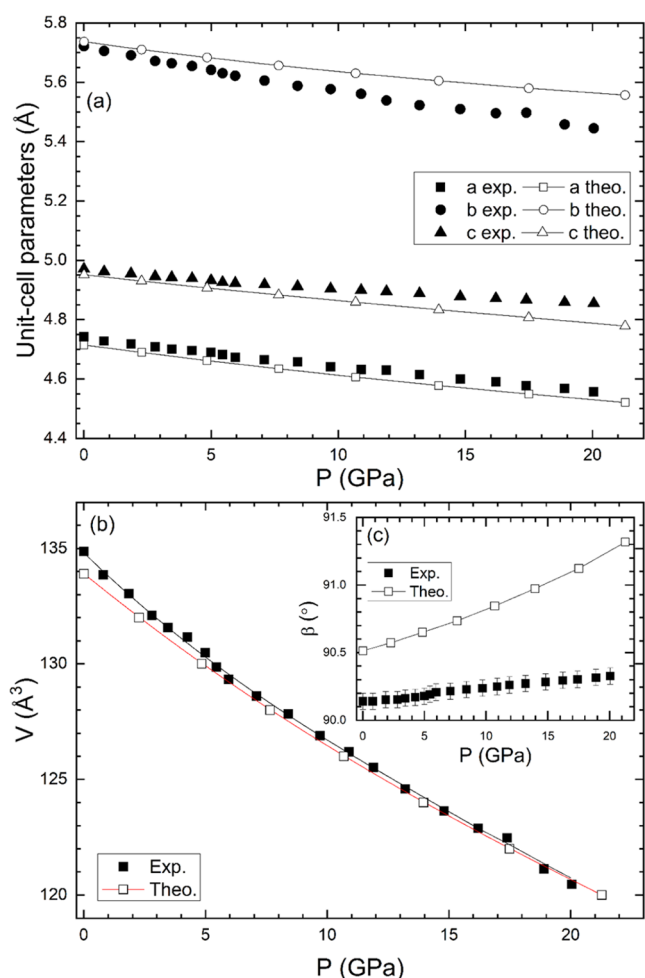 5.8
5.6
5.4
5.2
5.0
4.8
4.6
4.4
Unit-cell parameters (Å)
(a)
a exp. a theo.
b exp. b theo.
c exp. c theo.
0 5 10 15 20
P (GPa)
(b)
135
130
125
120
V (Å³)
Exp.
Theo.
0 5 10 15 20
P (GPa)
(c)
91.5
91.0
90.5
90.0
β (°)
Exp.
Theo.
0 5 10 15 20
P (GPa)